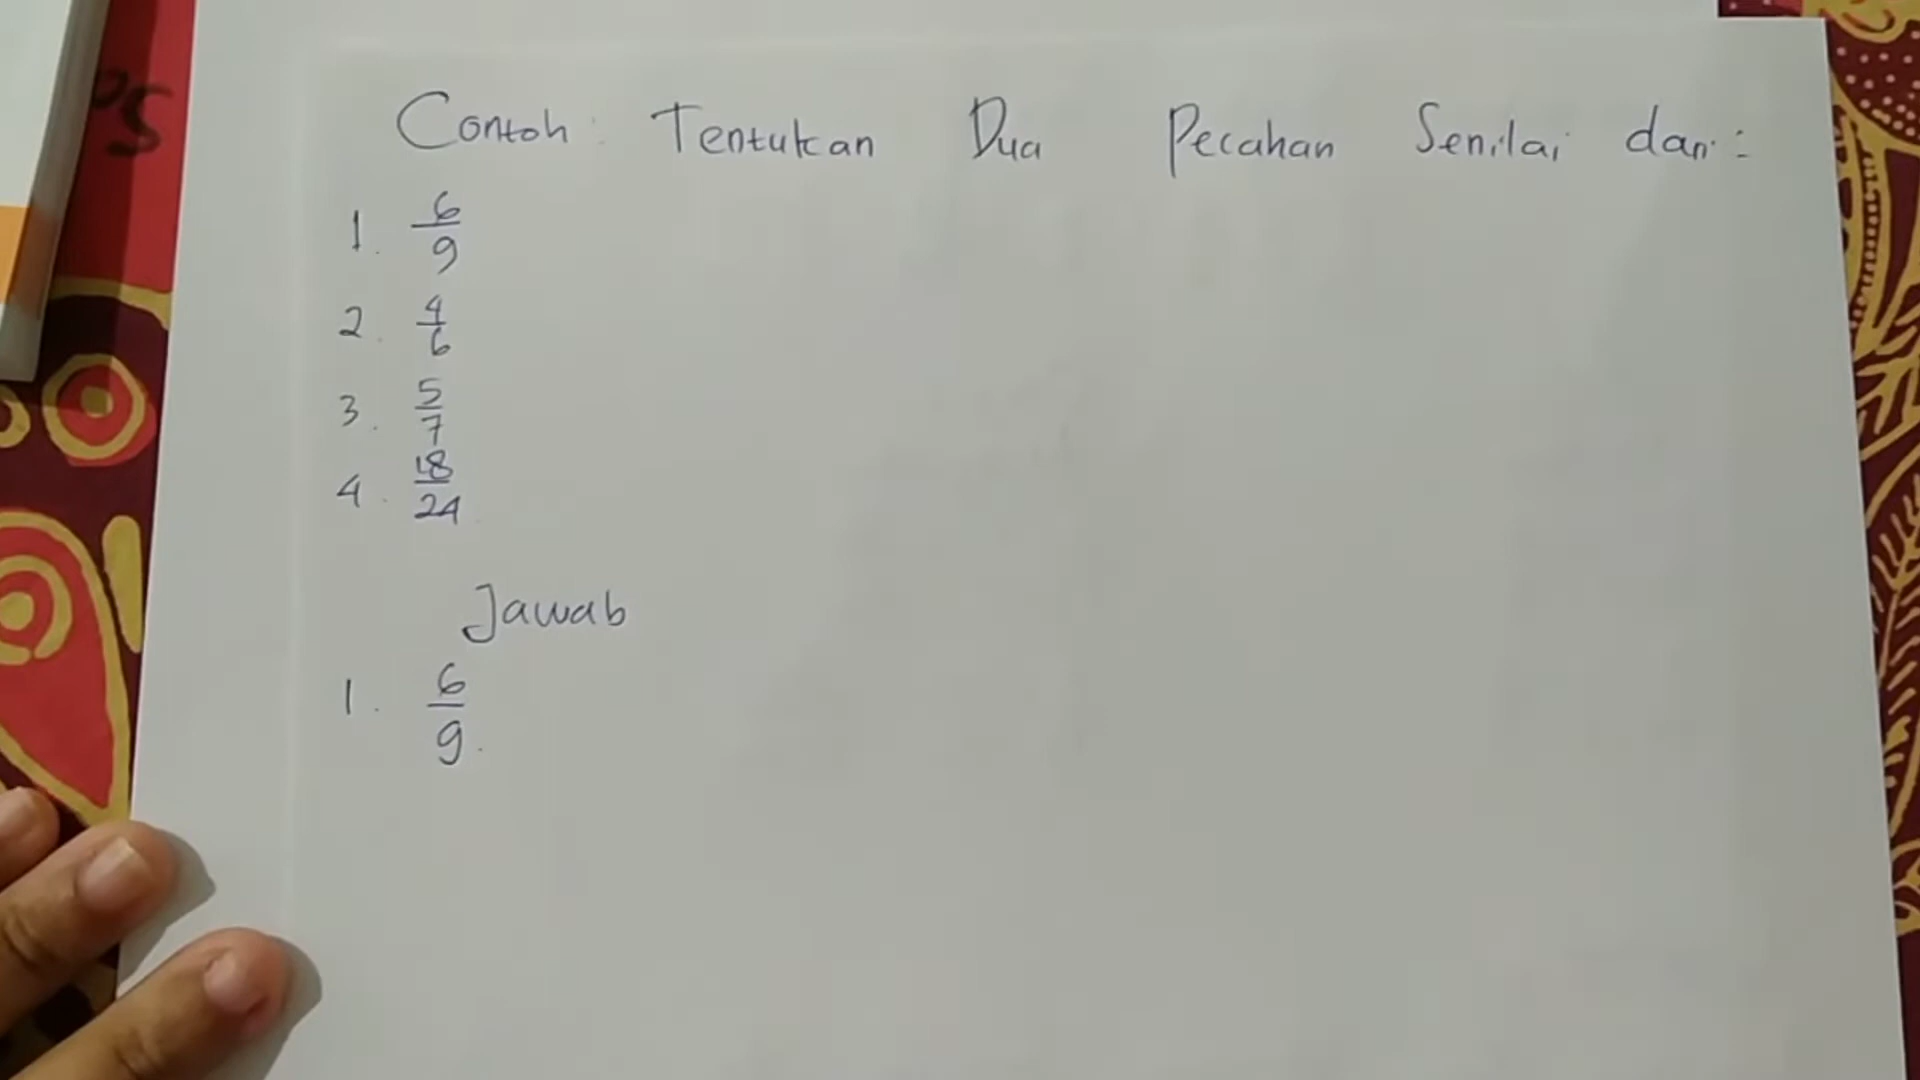 Contoh : Tentukan Dua Pecahan Senilai dari :
1. 6/9
2. 4/6
3. 5/7
4. 18/24
Jawab
1. 6/9.